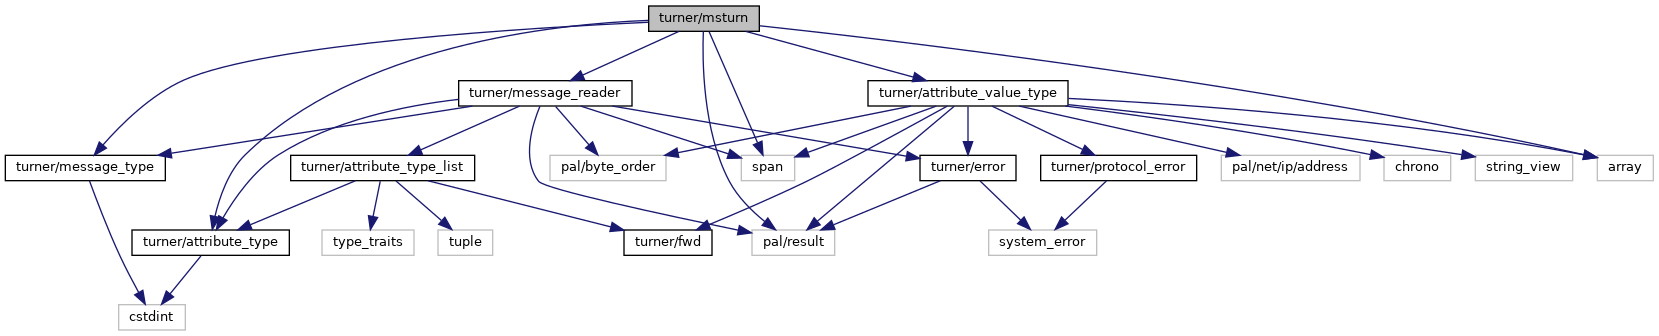 turner/msturn
turner/message_reader
turner/attribute_value_type
turner/message_type
turner/attribute_type_list
pal/byte_order
span
turner/error
turner/protocol_error
pal/net/ip/address
chrono
string_view
array
turner/attribute_type
type_traits
tuple
turner/fwd
pal/result
system_error
cstdint